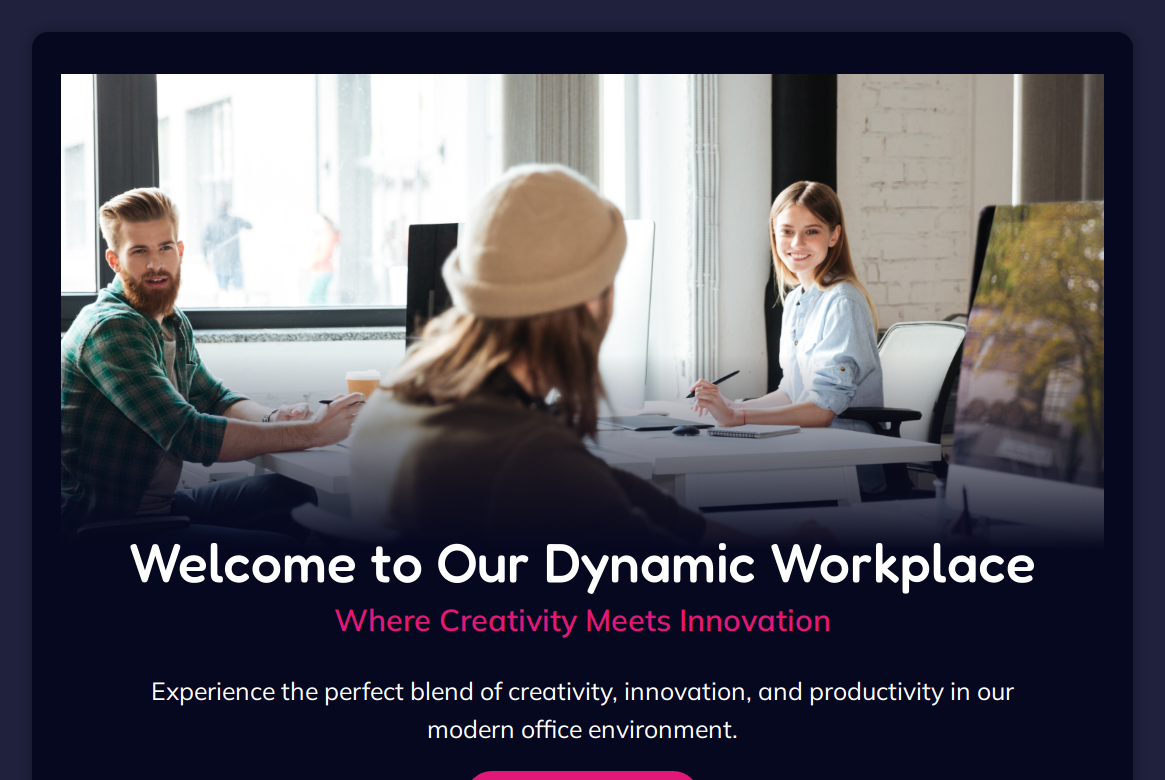 Welcome to Our Dynamic Workplace
Where Creativity Meets Innovation
Experience the perfect blend of creativity, innovation, and productivity in our
modern office environment.